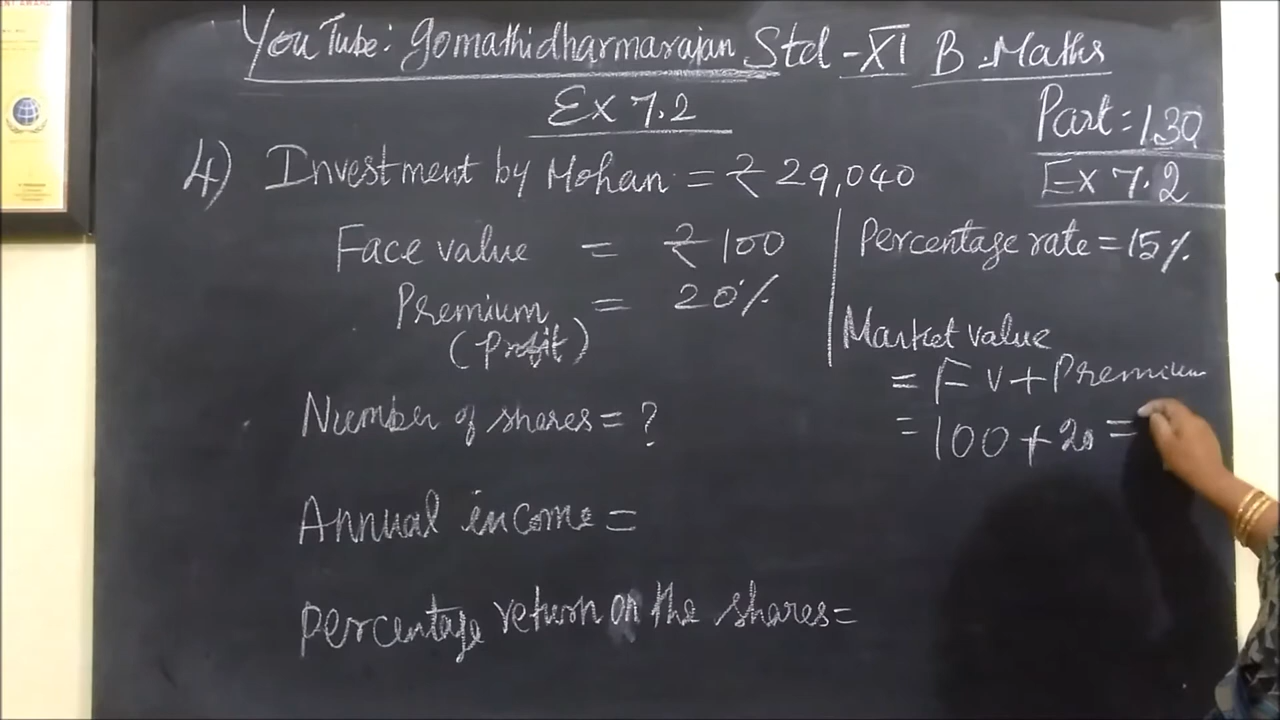 YouTube: gomathidharmarajan Std - XI B.Maths
Ex 7.2
Part: 130
Ex 7.2
4) Investment by Mohan = ₹ 29,040
Face value = ₹ 100
Premium = 20%
(Profit)
Number of shares = ?
Annual income =
Percentage return on the shares =
Percentage rate = 15%
Market value
= F V + Premium
= 100 + 20 =